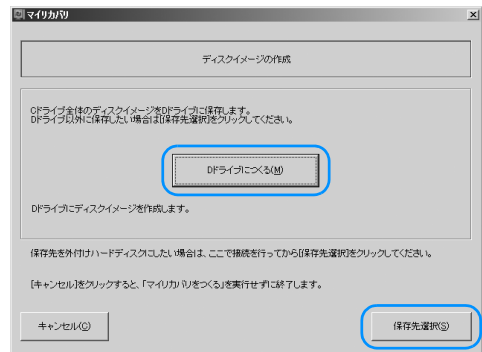 マイリカバリ
ディスクイメージの作成
Cドライブ全体のディスクイメージをDドライブに保存します。
Dドライブ以外に保存したい場合は[保存先選択]をクリックしてください。
Dドライブにつくる(M)
Dドライブにディスクイメージを作成します。
保存先を外付けハードディスクにしたい場合は、ここで接続を行ってから[保存先選択]をクリックしてください。
[キャンセル]をクリックすると、「マイリカバリをつくる」を実行せずに終了します。
キャンセル(C)
保存先選択(S)